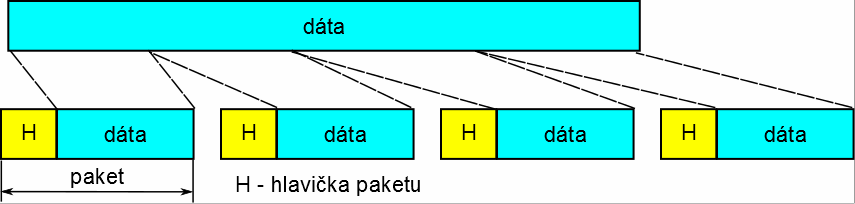 dáta
H dáta H dáta H dáta H dáta
paket
H - hlavička paketu